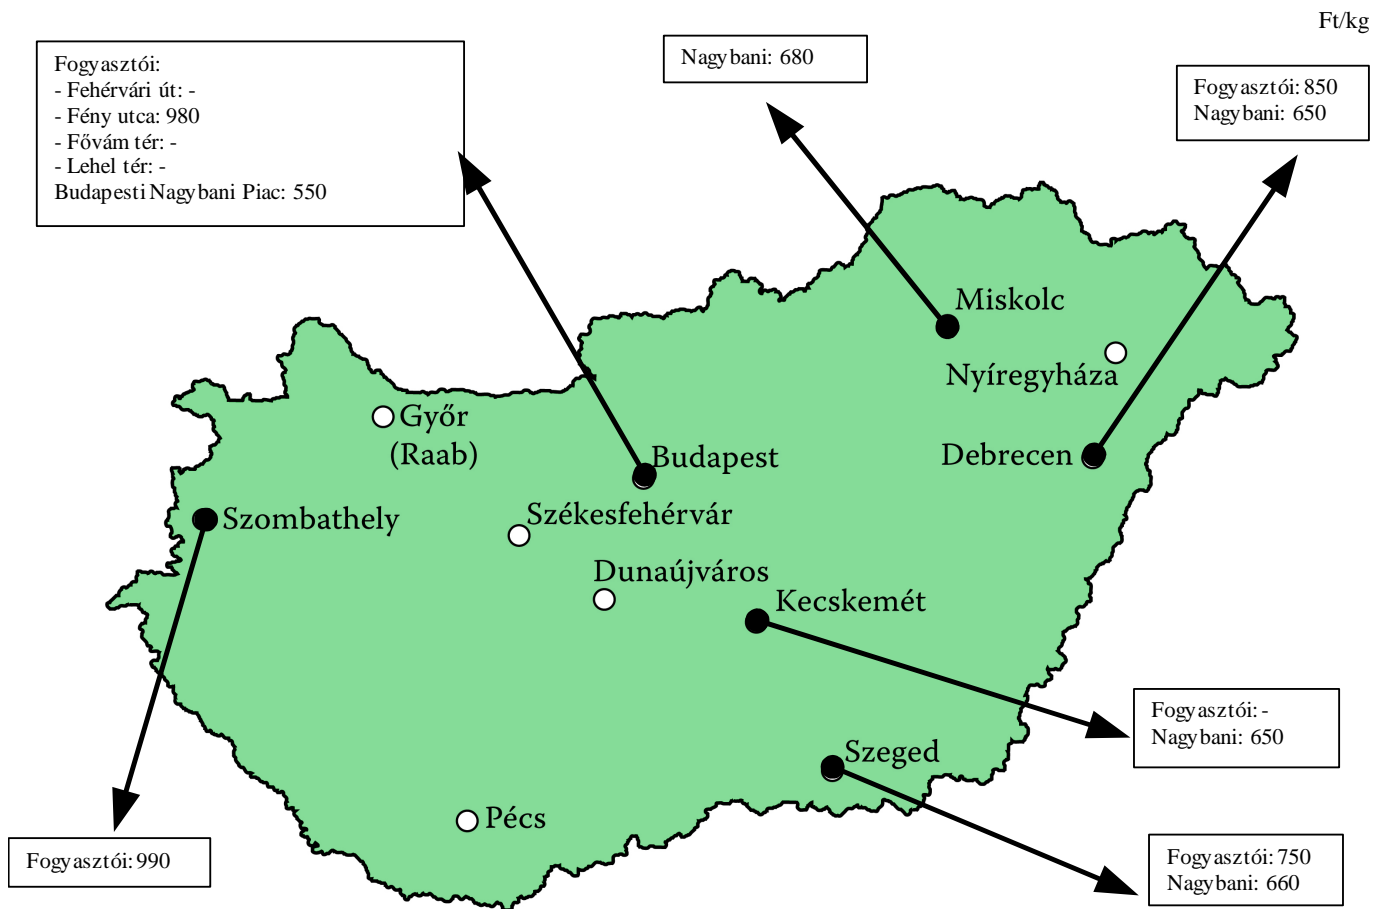 Ft/kg
Fogyasztói:
- Fehérvári út: -
- Fény utca: 980
- Fővám tér: -
- Lehel tér: -
Budapesti Nagybani Piac: 550
Nagybani: 680
Fogyasztói: 850
Nagybani: 650
Miskolc
Nyíregyháza
Győr
(Raab)
Budapest
Debrecen
Szombathely
Székesfehérvár
Dunaújváros
Kecskemét
Fogyasztói: -
Nagybani: 650
Szeged
Pécs
Fogyasztói: 990
Fogyasztói: 750
Nagybani: 660